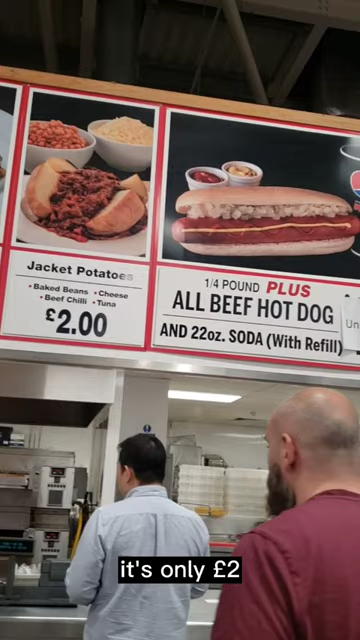 Jacket Potatoes
• Baked Beans • Cheese
• Beef Chilli • Tuna
£2.00
1/4 POUND PLUS
ALL BEEF HOT DOG
AND 22oz. SODA (With Refill)
Un
it's only £2